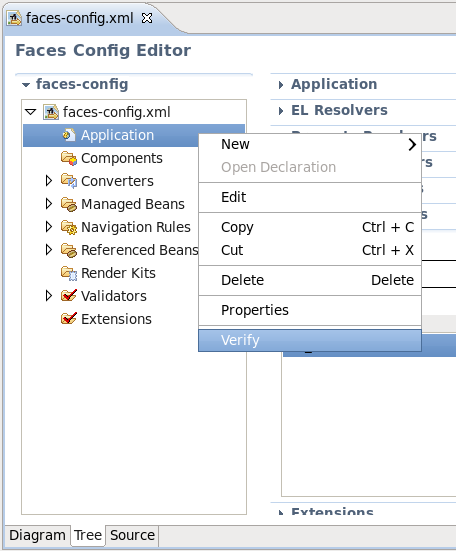 faces-config.xml
Faces Config Editor
faces-config
faces-config.xml
Application
Components
Converters
Managed Beans
Navigation Rules
Referenced Beans
Render Kits
Validators
Extensions
Application
EL Resolvers
New
Open Declaration
Edit
Copy Ctrl + C
Cut Ctrl + X
Delete Delete
Properties
Verify
Extensions
Diagram Tree Source